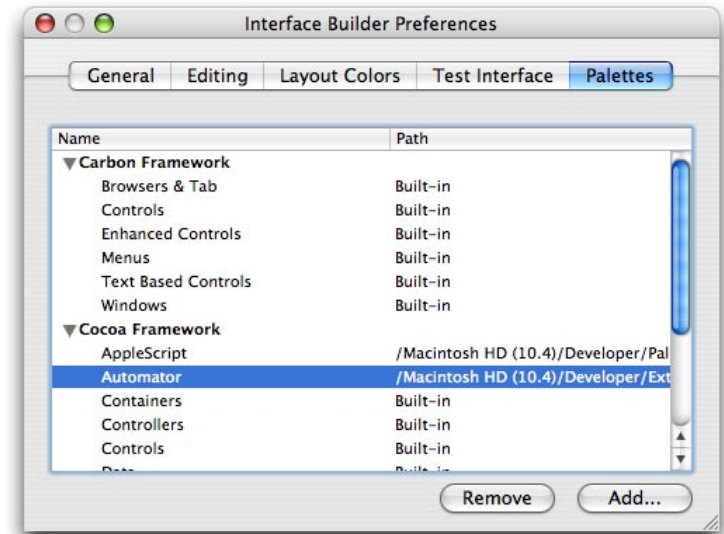 Interface Builder Preferences
General Editing Layout Colors Test Interface Palettes
Name Path
Carbon Framework
Browsers & Tab Built-in
Controls Built-in
Enhanced Controls Built-in
Menus Built-in
Text Based Controls Built-in
Windows Built-in
Cocoa Framework
AppleScript /Macintosh HD (10.4)/Developer/Pal
Automator /Macintosh HD (10.4)/Developer/Ext
Containers Built-in
Controllers Built-in
Controls Built-in
Remove Add...